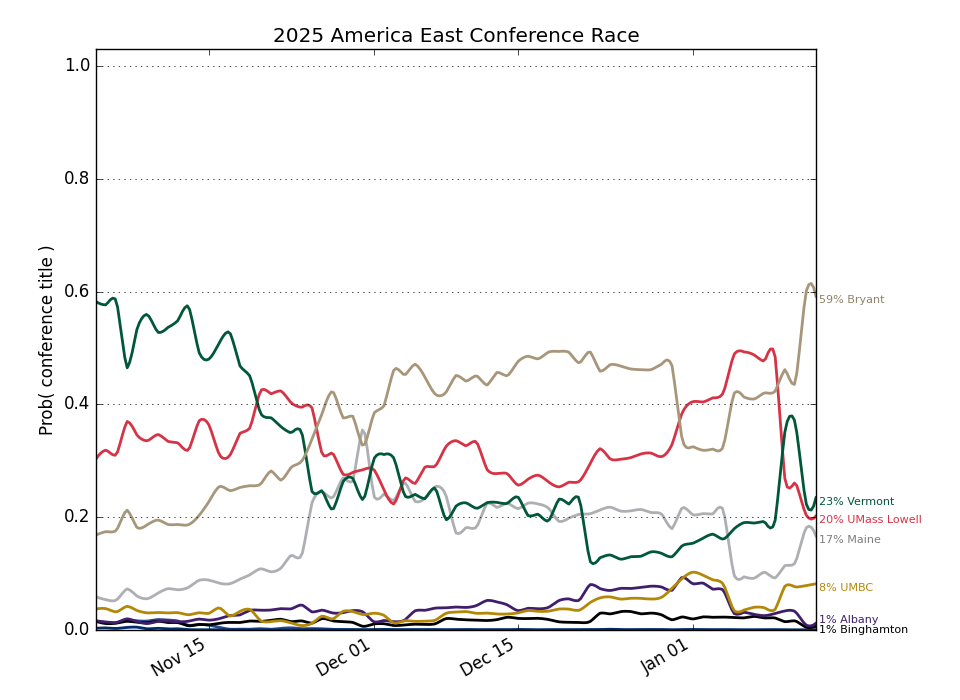 2025 America East Conference Race
Prob( conference title )
1.0
0.8
0.6
0.4
0.2
0.0
Nov 15
Dec 01
Dec 15
Jan 01
59% Bryant
23% Vermont
20% UMass Lowell
17% Maine
8% UMBC
1% Albany
1% Binghamton